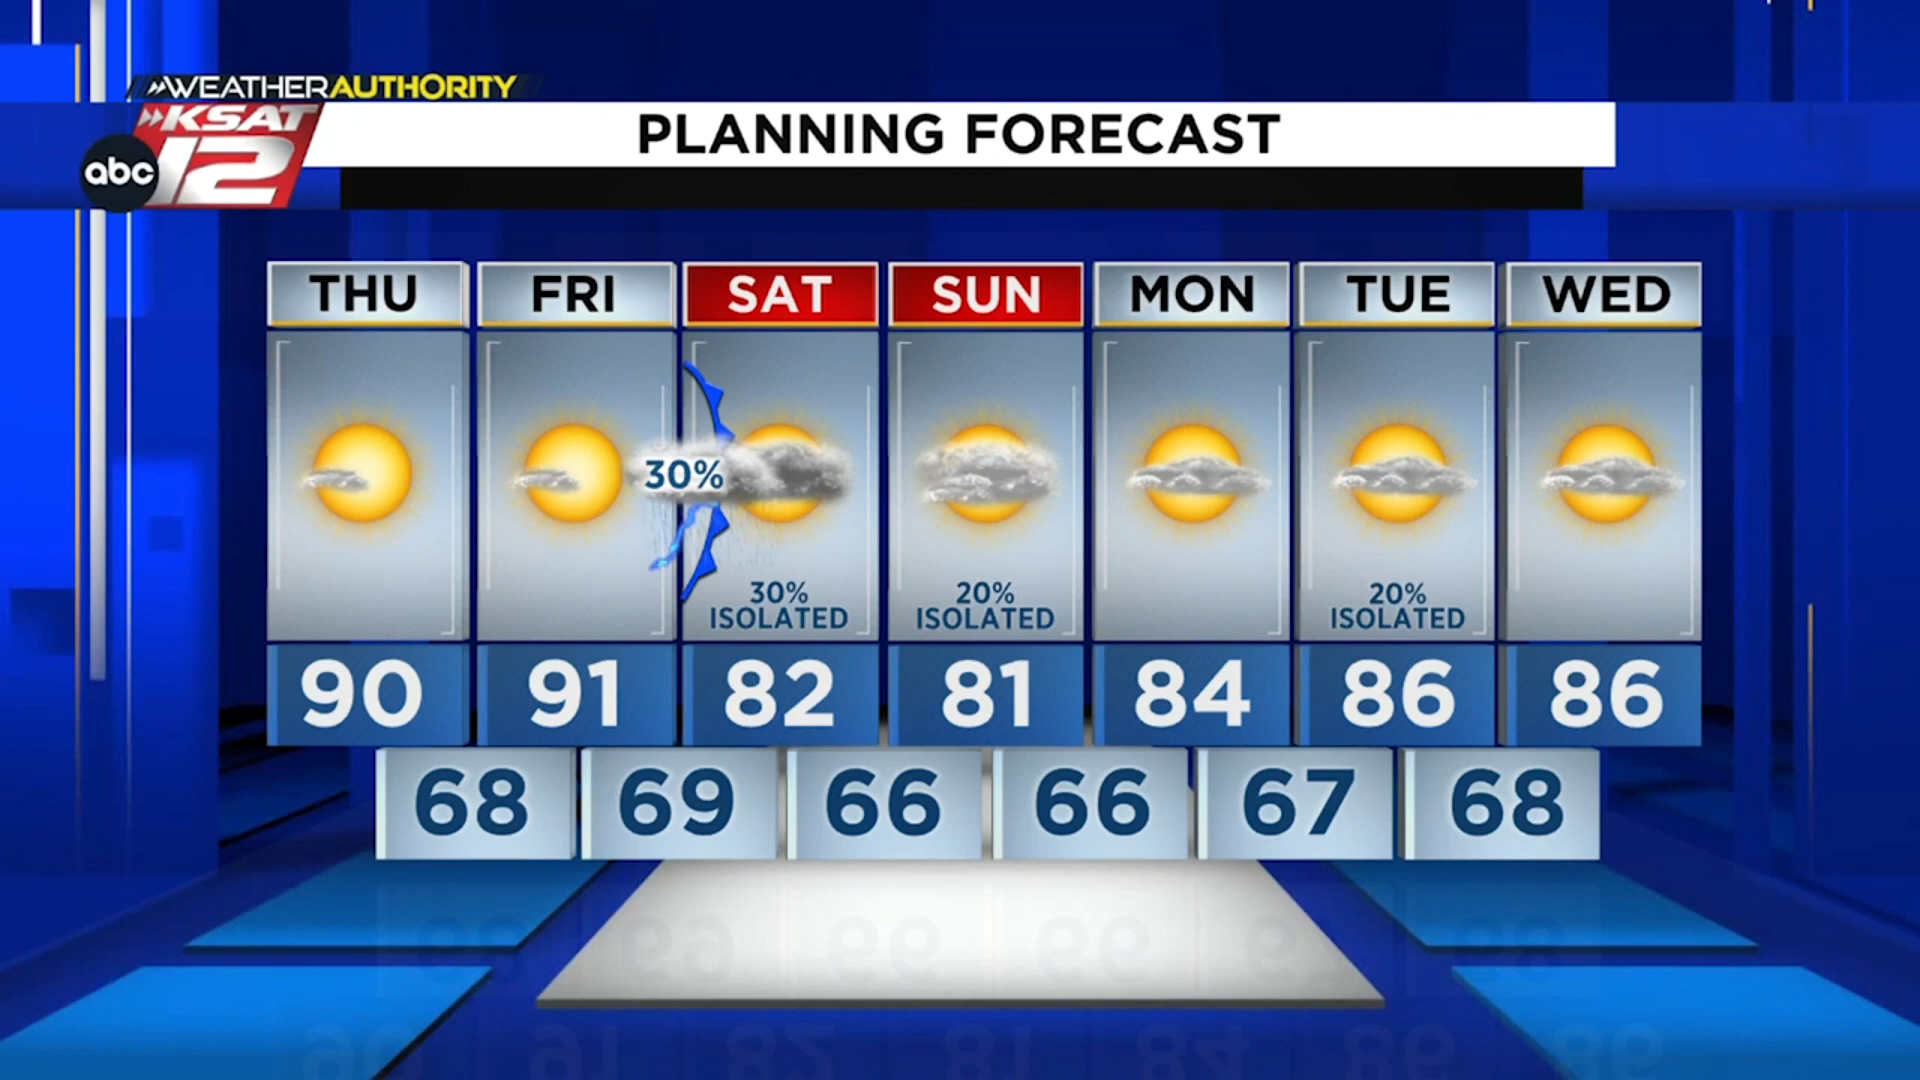 WEATHERAUTHORITY
KSAT
abc
12
PLANNING FORECAST
THU FRI SAT SUN MON TUE WED
30%
30% 20% 20%
ISOLATED ISOLATED ISOLATED
90 91 82 81 84 86 86
68 69 66 66 67 68